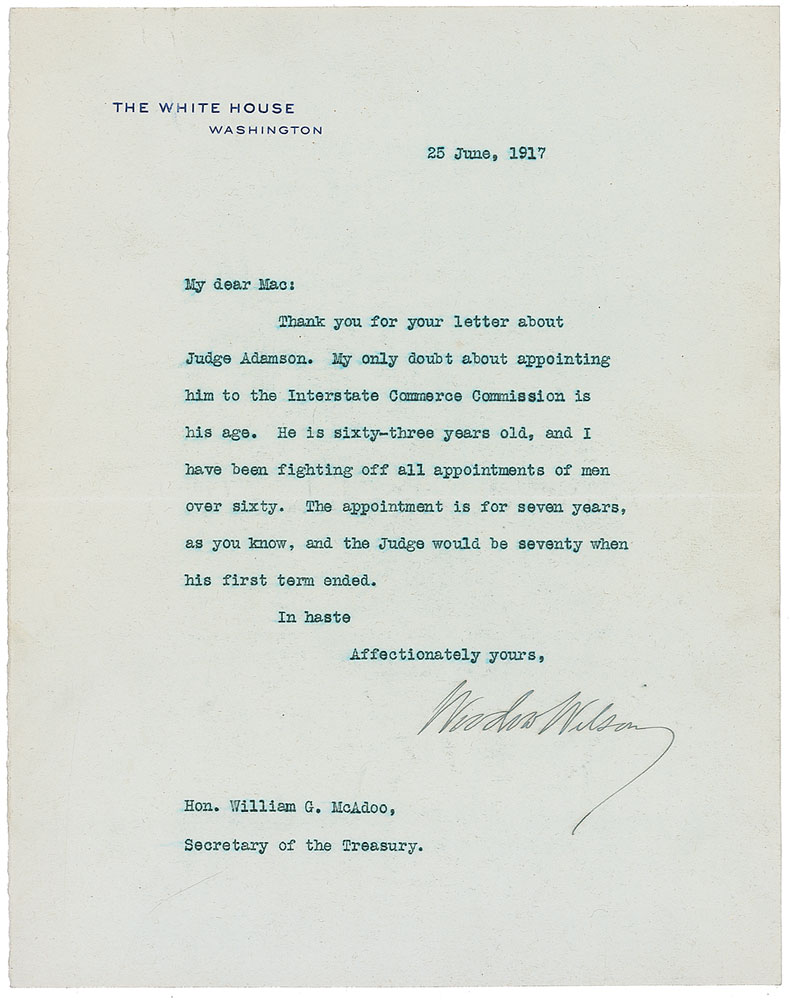 THE WHITE HOUSE
WASHINGTON
25 June, 1917
My dear Mac:
Thank you for your letter about
Judge Adamson. My only doubt about appointing
him to the Interstate Commerce Commission is
his age. He is sixty-three years old, and I
have been fighting off all appointments of men
over sixty. The appointment is for seven years,
as you know, and the Judge would be seventy when
his first term ended.
In haste
Affectionately yours,
Woodrow Wilson
Hon. William G. McAdoo,
Secretary of the Treasury.